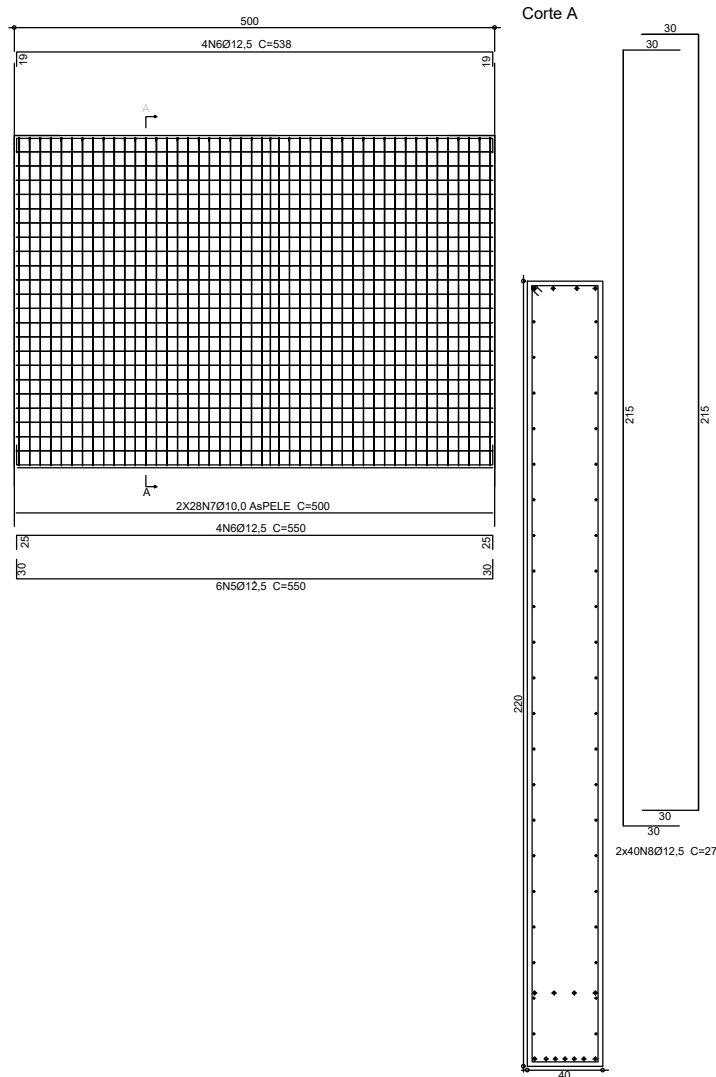 Corte A
500
4N6Ø12,5 C=538
19
19
A
A
2X28N7Ø10,0 AsPELE C=500
4N6Ø12,5 C=550
25
25
30
30
6N5Ø12,5 C=550
30
30
215
215
30
30
2x40N8Ø12,5 C=27
220
40